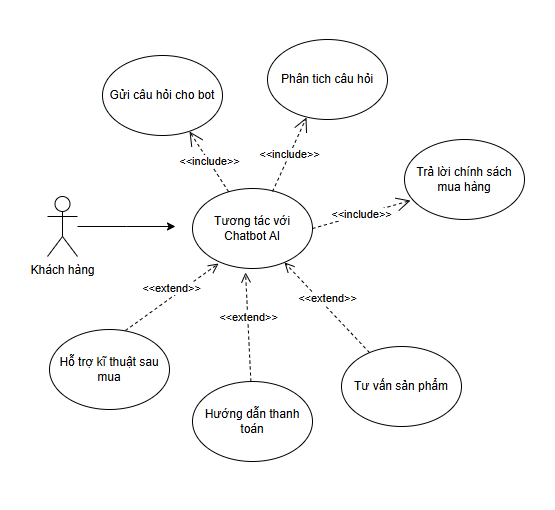 Gửi câu hỏi cho bot
Phân tich câu hỏi
<<include>>
<<include>>
Trả lời chính sách
mua hàng
<<include>>
Tương tác với
Chatbot AI
Khách hàng
<<extend>>
<<extend>>
<<extend>>
Hỗ trợ kĩ thuật sau
mua
Hướng dẫn thanh
toán
Tư vấn sản phẩm